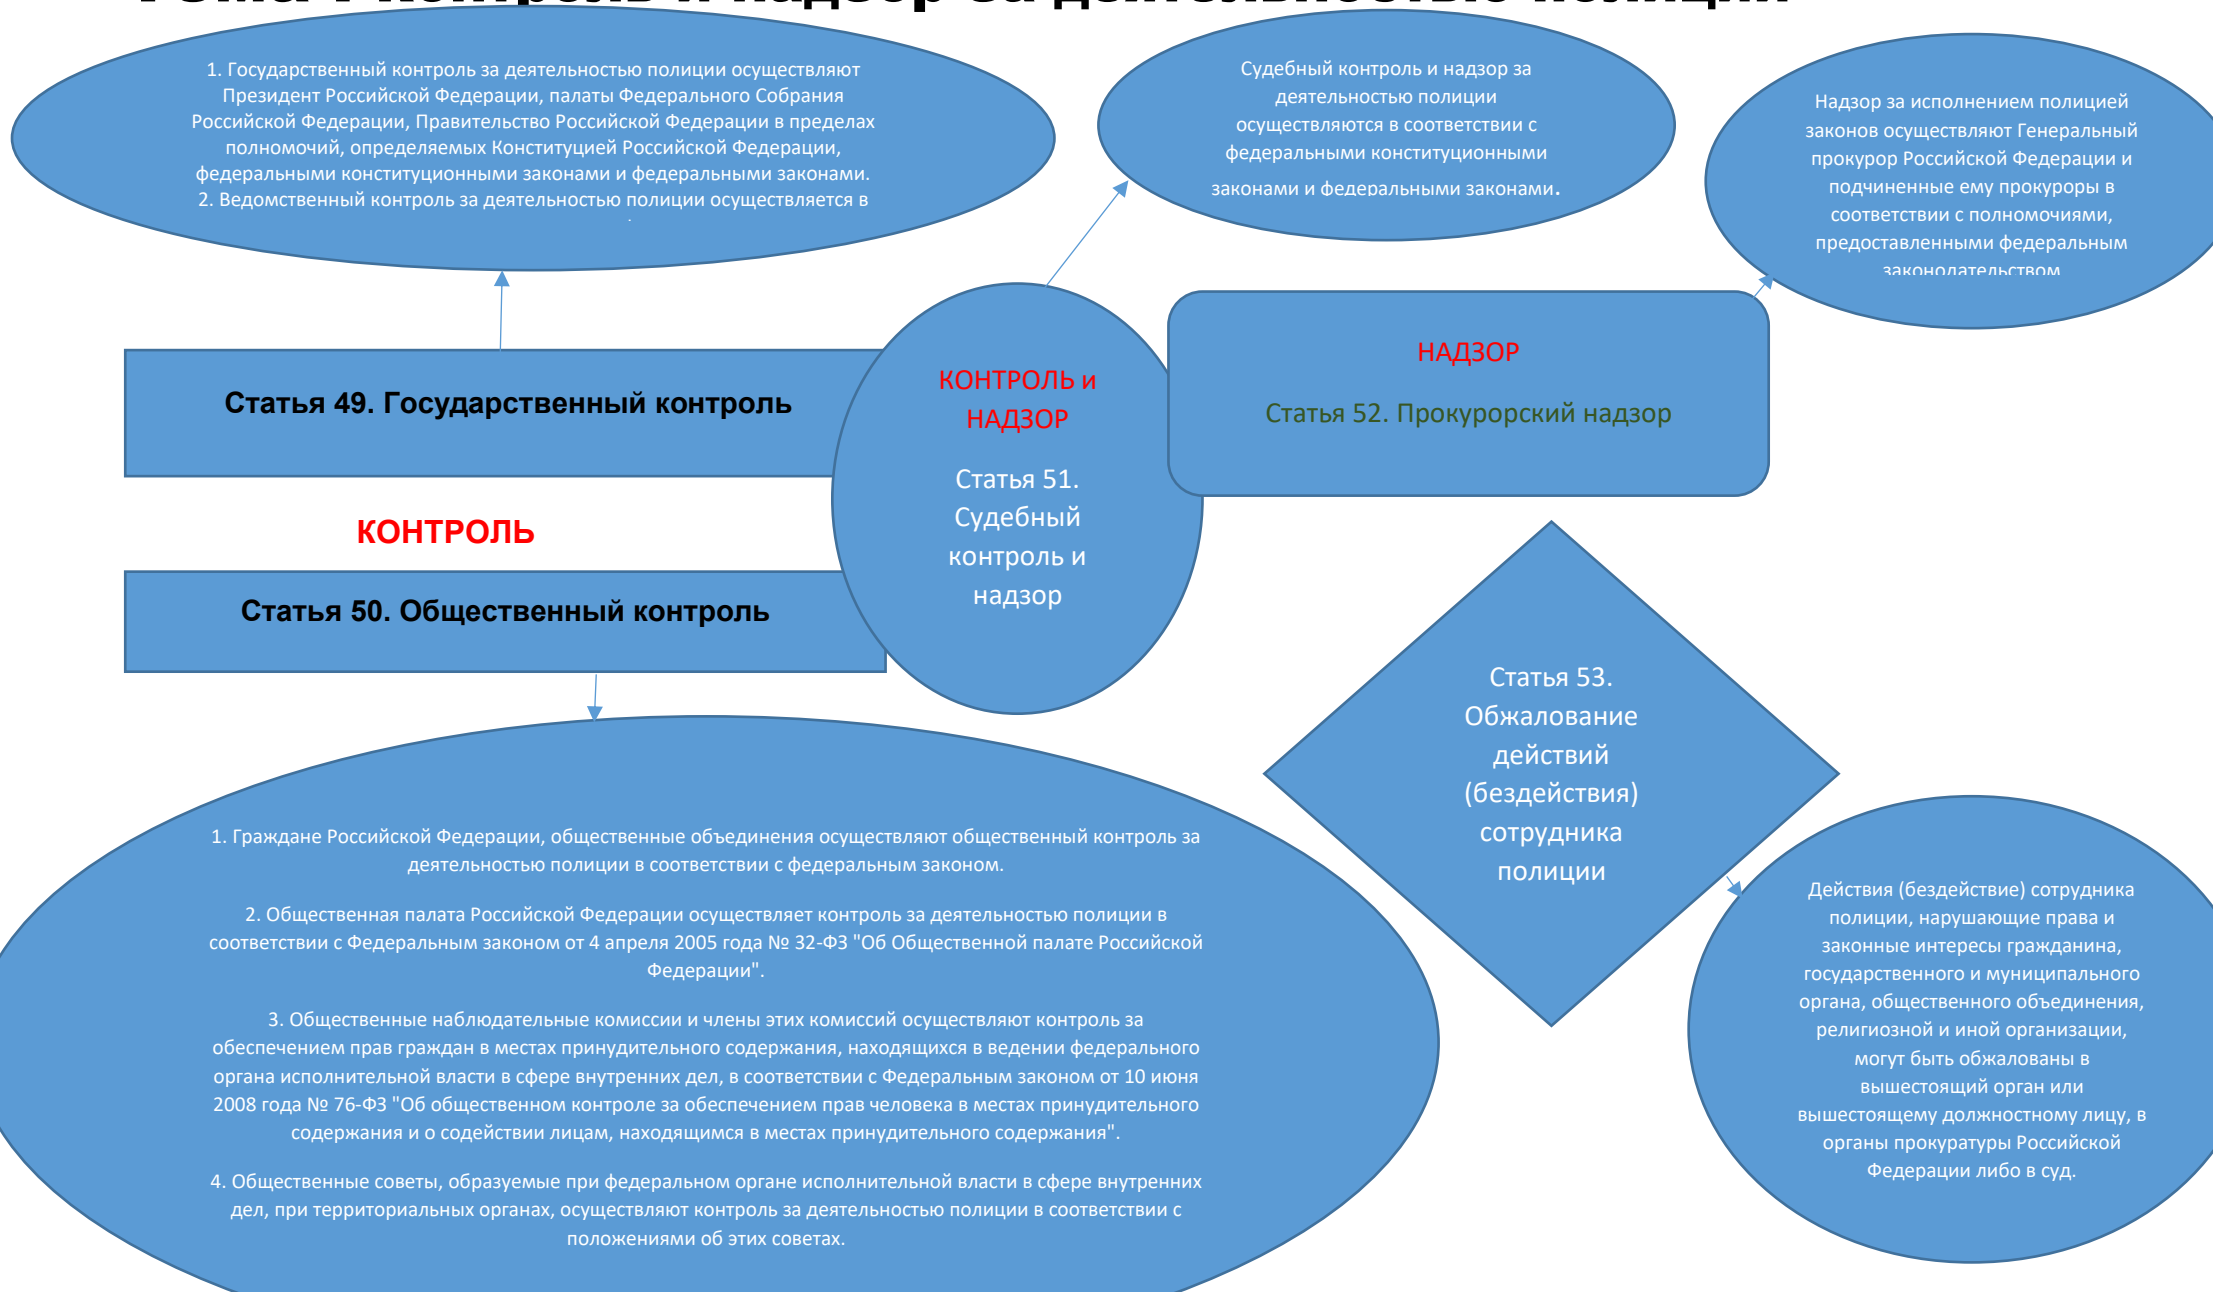 контроль и надзор за деятельностью полиции
1. Государственный контроль за деятельностью полиции осуществляют
Президент Российской Федерации, палаты Федерального Собрания
Российской Федерации, Правительство Российской Федерации в пределах
полномочий, определяемых Конституцией Российской Федерации,
федеральными конституционными законами и федеральными законами.
2. Ведомственный контроль за деятельностью полиции осуществляется в
Судебный контроль и надзор за
деятельностью полиции
осуществляются в соответствии с
федеральными конституционными
законами и федеральными законами.
Надзор за исполнением полицией
законов осуществляют Генеральный
прокурор Российской Федерации и
подчиненные ему прокуроры в
соответствии с полномочиями,
предоставленными федеральным
законодательством
Статья 49. Государственный контроль
КОНТРОЛЬ
Статья 50. Общественный контроль
КОНТРОЛЬ и
НАДЗОР
Статья 51.
Судебный
контроль и
надзор
НАДЗОР
Статья 52. Прокурорский надзор
Статья 53.
Обжалование
действий
(бездействия)
сотрудника
полиции
1. Граждане Российской Федерации, общественные объединения осуществляют общественный контроль за
деятельностью полиции в соответствии с федеральным законом.
2. Общественная палата Российской Федерации осуществляет контроль за деятельностью полиции в
соответствии с Федеральным законом от 4 апреля 2005 года № 32-ФЗ "Об Общественной палате Российской
Федерации".
3. Общественные наблюдательные комиссии и члены этих комиссий осуществляют контроль за
обеспечением прав граждан в местах принудительного содержания, находящихся в ведении федерального
органа исполнительной власти в сфере внутренних дел, в соответствии с Федеральным законом от 10 июня
2008 года № 76-ФЗ "Об общественном контроле за обеспечением прав человека в местах принудительного
содержания и о содействии лицам, находящимся в местах принудительного содержания".
4. Общественные советы, образуемые при федеральном органе исполнительной власти в сфере внутренних
дел, при территориальных органах, осуществляют контроль за деятельностью полиции в соответствии с
положениями об этих советах.
Действия (бездействие) сотрудника
полиции, нарушающие права и
законные интересы гражданина,
государственного и муниципального
органа, общественного объединения,
религиозной и иной организации,
могут быть обжалованы в
вышестоящий орган или
вышестоящему должностному лицу, в
органы прокуратуры Российской
Федерации либо в суд.